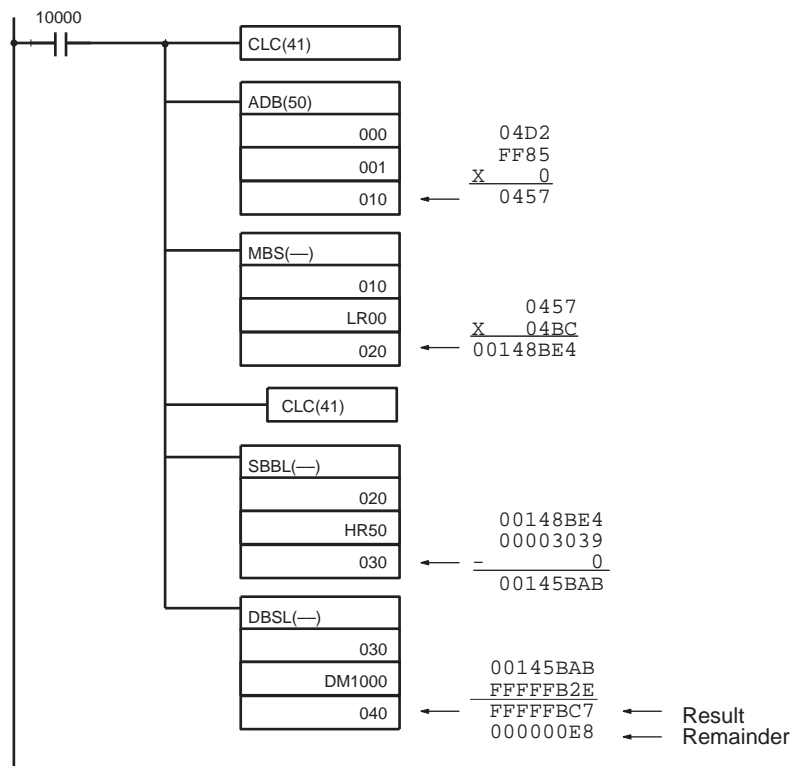 10000
CLC(41)
ADB(50)
000
001
010
04D2
FF85
X 0
0457
MBS(—)
010
LR00
020
0457
X 04BC
00148BE4
CLC(41)
SBBL(—)
020
HR50
030
00148BE4
00003039
- 0
00145BAB
DBSL(—)
030
DM1000
040
00145BAB
FFFFFB2E
FFFFFBC7
000000E8
Result
Remainder